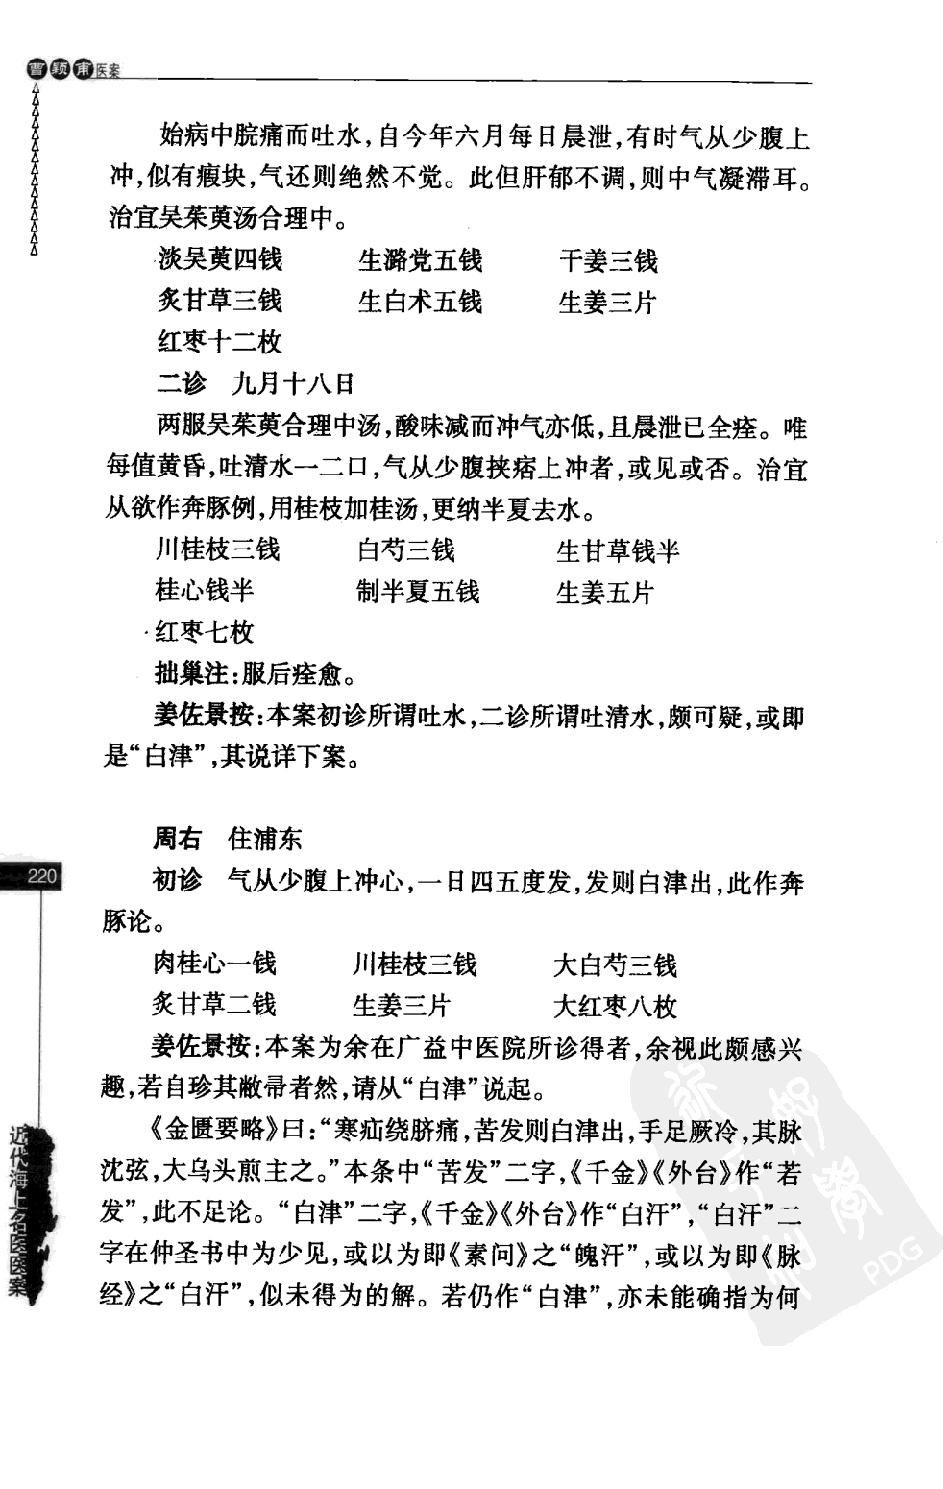 曹颖甫医案
始病中脘痛而吐水，自今年六月每日晨泄，有时气从少腹上
冲，似有瘕块，气还则绝然不觉。此但肝郁不调，则中气凝滞耳。
治宜吴茱萸汤合理中。
淡吴萸四钱 生潞党五钱 干姜三钱
炙甘草三钱 生白术五钱 生姜三片
红枣十二枚
二诊 九月十八日
两服吴茱萸合理中汤，酸味减而冲气亦低，且晨泄已全痊。唯
每值黄昏，吐清水一二口，气从少腹挟痞上冲者，或见或否。治宜
从欲作奔豚例，用桂枝加桂汤，更纳半夏去水。
川桂枝三钱 白芍三钱 生甘草钱半
桂心钱半 制半夏五钱 生姜五片
红枣七枚
拙巢注：服后痊愈。
姜佐景按：本案初诊所谓吐水，二诊所谓吐清水，颇可疑，或即
是“白津”，其说详下案。
周右 住浦东
初诊 气从少腹上冲心，一日四五度发，发则白津出，此作奔
豚论。
肉桂心一钱 川桂枝三钱 大白芍三钱
炙甘草二钱 生姜三片 大红枣八枚
姜佐景按：本案为余在广益中医院所诊得者，余视此颇感兴
趣，若自珍其敝帚者然，请从“白津”说起。
《金匮要略》曰：“寒疝绕脐痛，苦发则白津出，手足厥冷，其脉
沈弦，大乌头煎主之。”本条中“苦发”二字，《千金》《外台》作“若
发”，此不足论。“白津”二字，《千金》《外台》作“白汗”，“白汗”二
字在仲圣书中为少见，或以为即《素问》之“魄汗”，或以为即《脉
经》之“白汗”，似未得为的解。若仍作“白津”，亦未能确指为何
220
近代海上名医医案
PDG